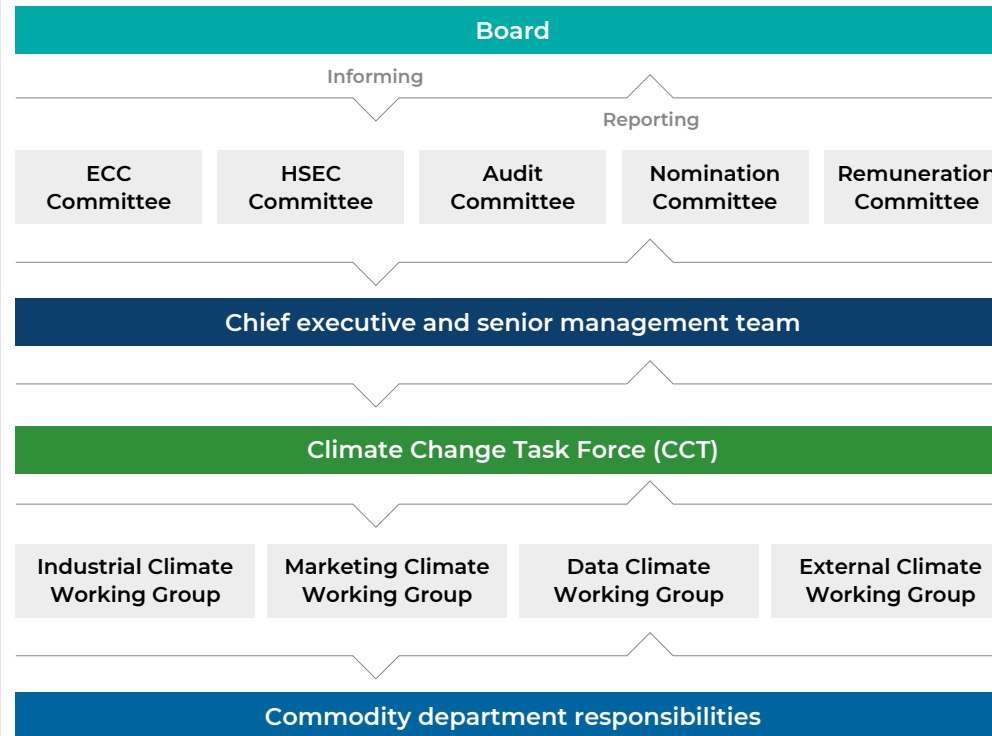 Board
Informing
Reporting
ECC
Committee
HSEC
Committee
Audit
Committee
Nomination
Committee
Remuneration
Committee
Chief executive and senior management team
Climate Change Task Force (CCT)
Industrial Climate
Working Group
Marketing Climate
Working Group
Data Climate
Working Group
External Climate
Working Group
Commodity department responsibilities